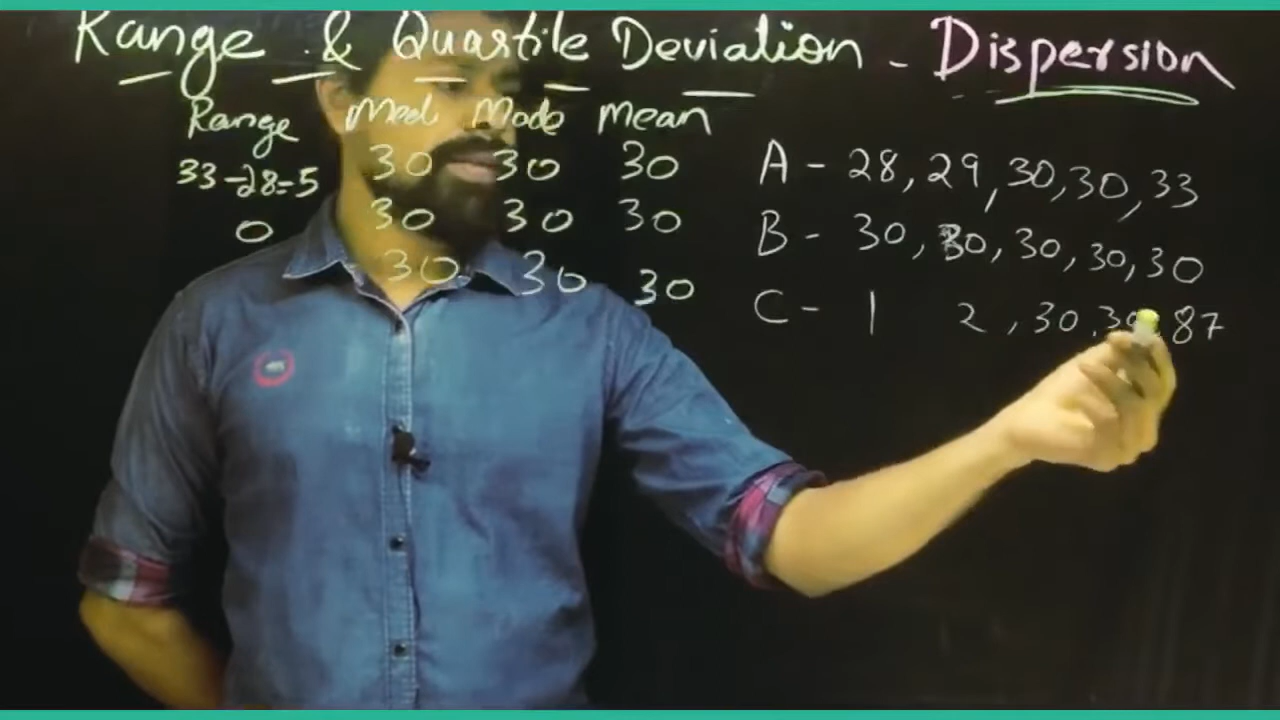 Range & Quartile Deviation - Dispersion
Range Med Mode Mean
33-28=5 30 30 30
0 30 30 30
30 30 30
A - 28, 29, 30, 30, 33
B - 30, 30, 30, 30, 30
C - 1 2, 30, 30, 87